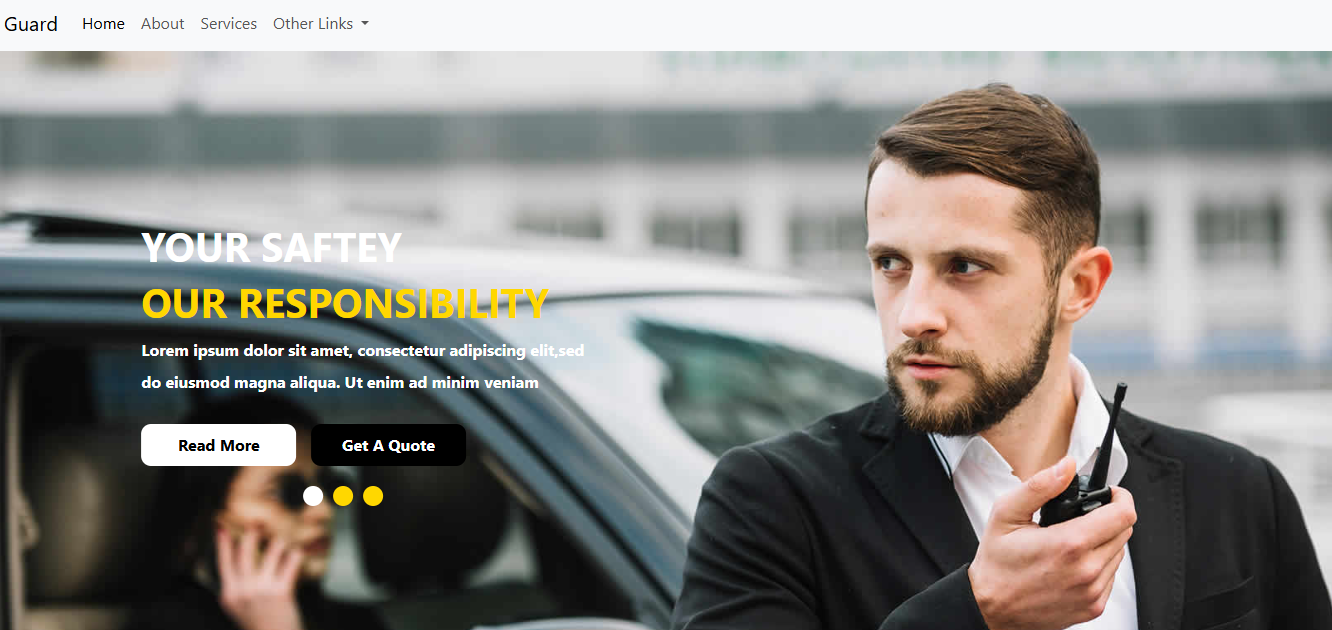 Guard Home About Services Other Links
YOUR SAFTEY
OUR RESPONSIBILITY
Lorem ipsum dolor sit amet, consectetur adipiscing elit,sed
do eiusmod magna aliqua. Ut enim ad minim veniam
Read More Get A Quote